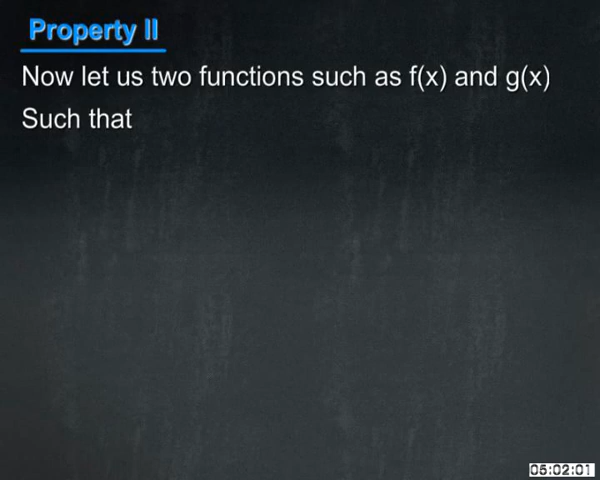 Property II
Now let us two functions such as f(x) and g(x)
Such that
05:02:01